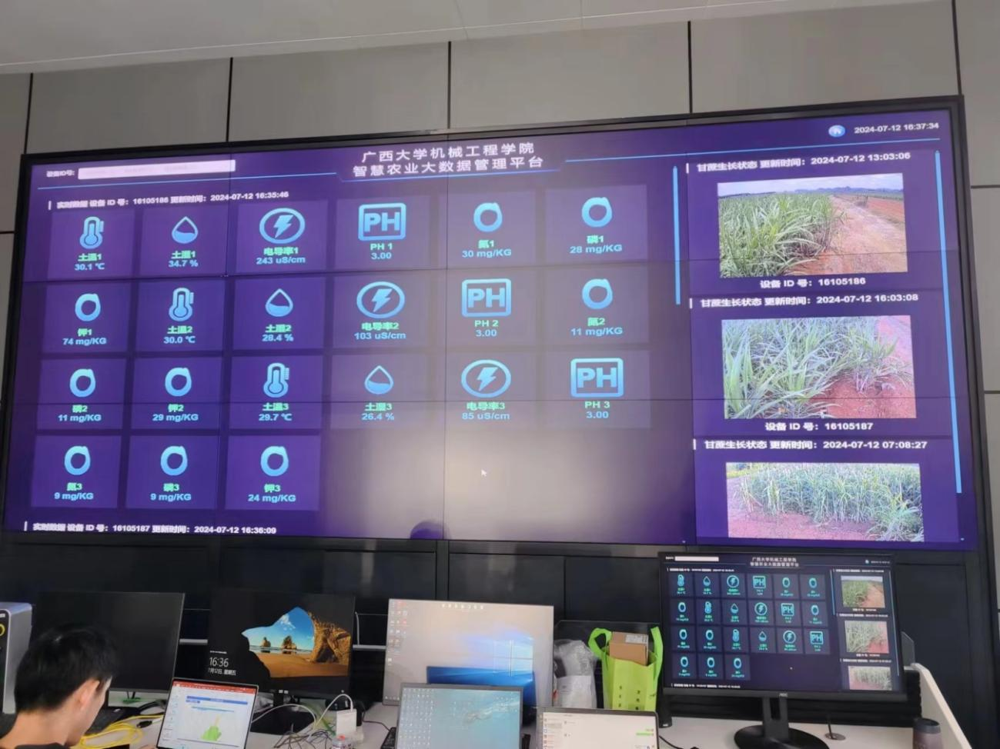 广西大学机械工程学院
智慧农业大数据管理平台
2024-07-12 16:37:34
设备ID号:
实时数据 设备 ID 号: 16105186 更新时间: 2024-07-12 16:35:46
土温1
30.1 ℃
土湿1
34.7 %
电导率1
243 uS/cm
PH
PH 1
3.00
氮1
30 mg/KG
磷1
28 mg/KG
钾1
74 mg/KG
土温2
30.0 ℃
土湿2
28.4 %
电导率2
103 uS/cm
PH
PH 2
3.00
氮2
11 mg/KG
磷2
11 mg/KG
钾2
29 mg/KG
土温3
29.7 ℃
土湿3
26.4 %
电导率3
85 uS/cm
PH
PH 3
3.00
氮3
9 mg/KG
磷3
9 mg/KG
钾3
24 mg/KG
实时数据 设备 ID 号: 16105187 更新时间: 2024-07-12 16:36:09
甘蔗生长状态 更新时间: 2024-07-12 13:03:06
设备 ID 号: 16105186
甘蔗生长状态 更新时间: 2024-07-12 16:03:08
设备 ID 号: 16105187
甘蔗生长状态 更新时间: 2024-07-12 07:08:27
16:36
7月12日, 星期五
广西大学机械工程学院
智慧农业大数据管理平台
PH
PH
PH
AOC